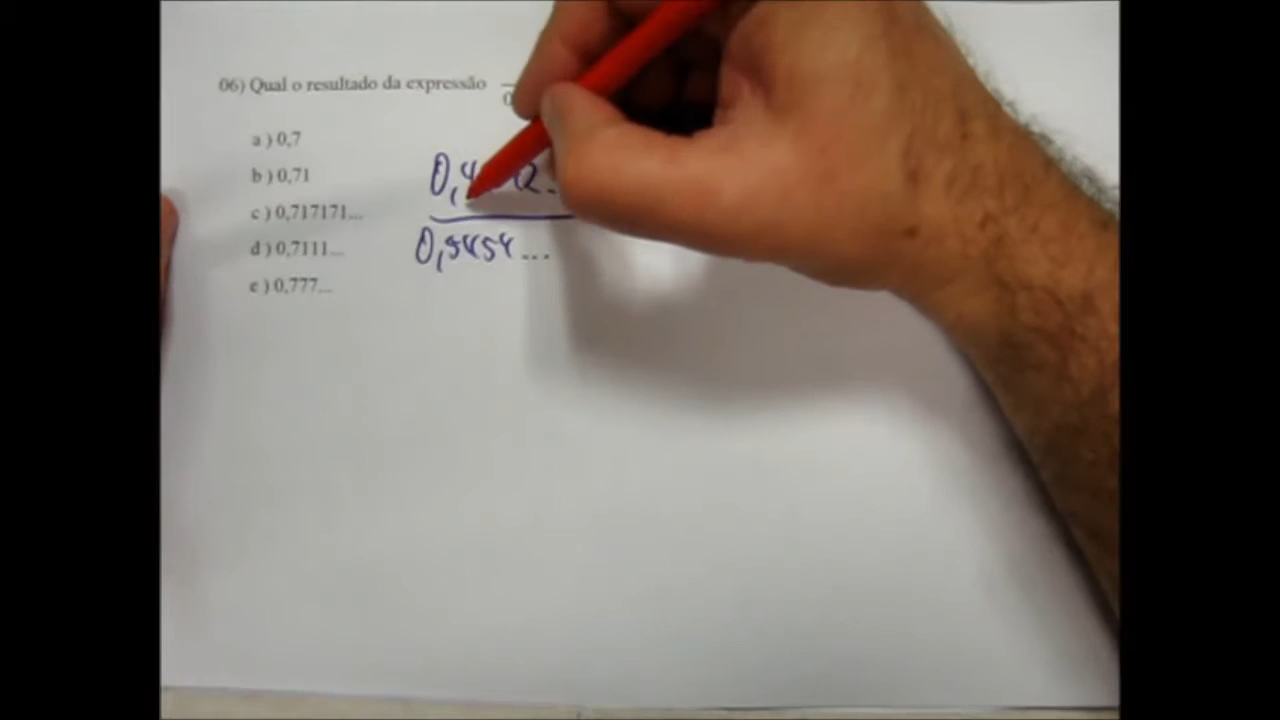 06) Qual o resultado da expressão
a ) 0,7
b ) 0,71
c ) 0,717171...
d ) 0,7111...
e ) 0,777...
0,5454...